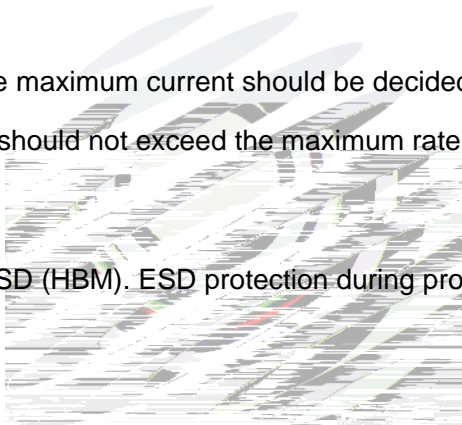 e maximum current should be decided
should not exceed the maximum rate
SD (HBM). ESD protection during pro